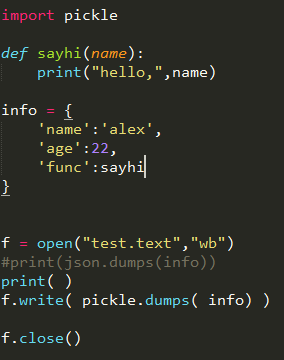 import pickle
def sayhi(name):
    print("hello,",name)
info = {
    'name':'alex',
    'age':22,
    'func':sayhi
}
f = open("test.text","wb")
#print(json.dumps(info))
print( )
f.write( pickle.dumps( info) )
f.close()